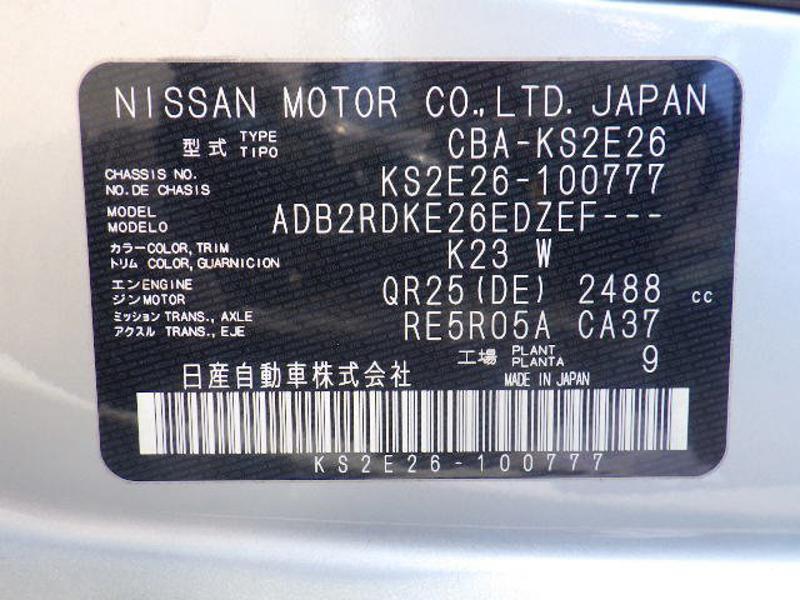 NISSAN MOTOR CO.,LTD. JAPAN
型式 TYPE TIPO CBA-KS2E26
CHASSIS NO. NO.DE CHASIS KS2E26-100777
MODEL MODELO ADB2RDKE26EDZEF---
カラー COLOR, TRIM K23 W
トリム COLOR, GUARNICION
エン ENGINE QR25(DE) 2488 cc
ジン MOTOR
ミッション TRANS., AXLE RE5R05A CA37
アクスル TRANS., EJE
工場 PLANT PLANTA 9
日産自動車株式会社 MADE IN JAPAN
KS2E26-100777